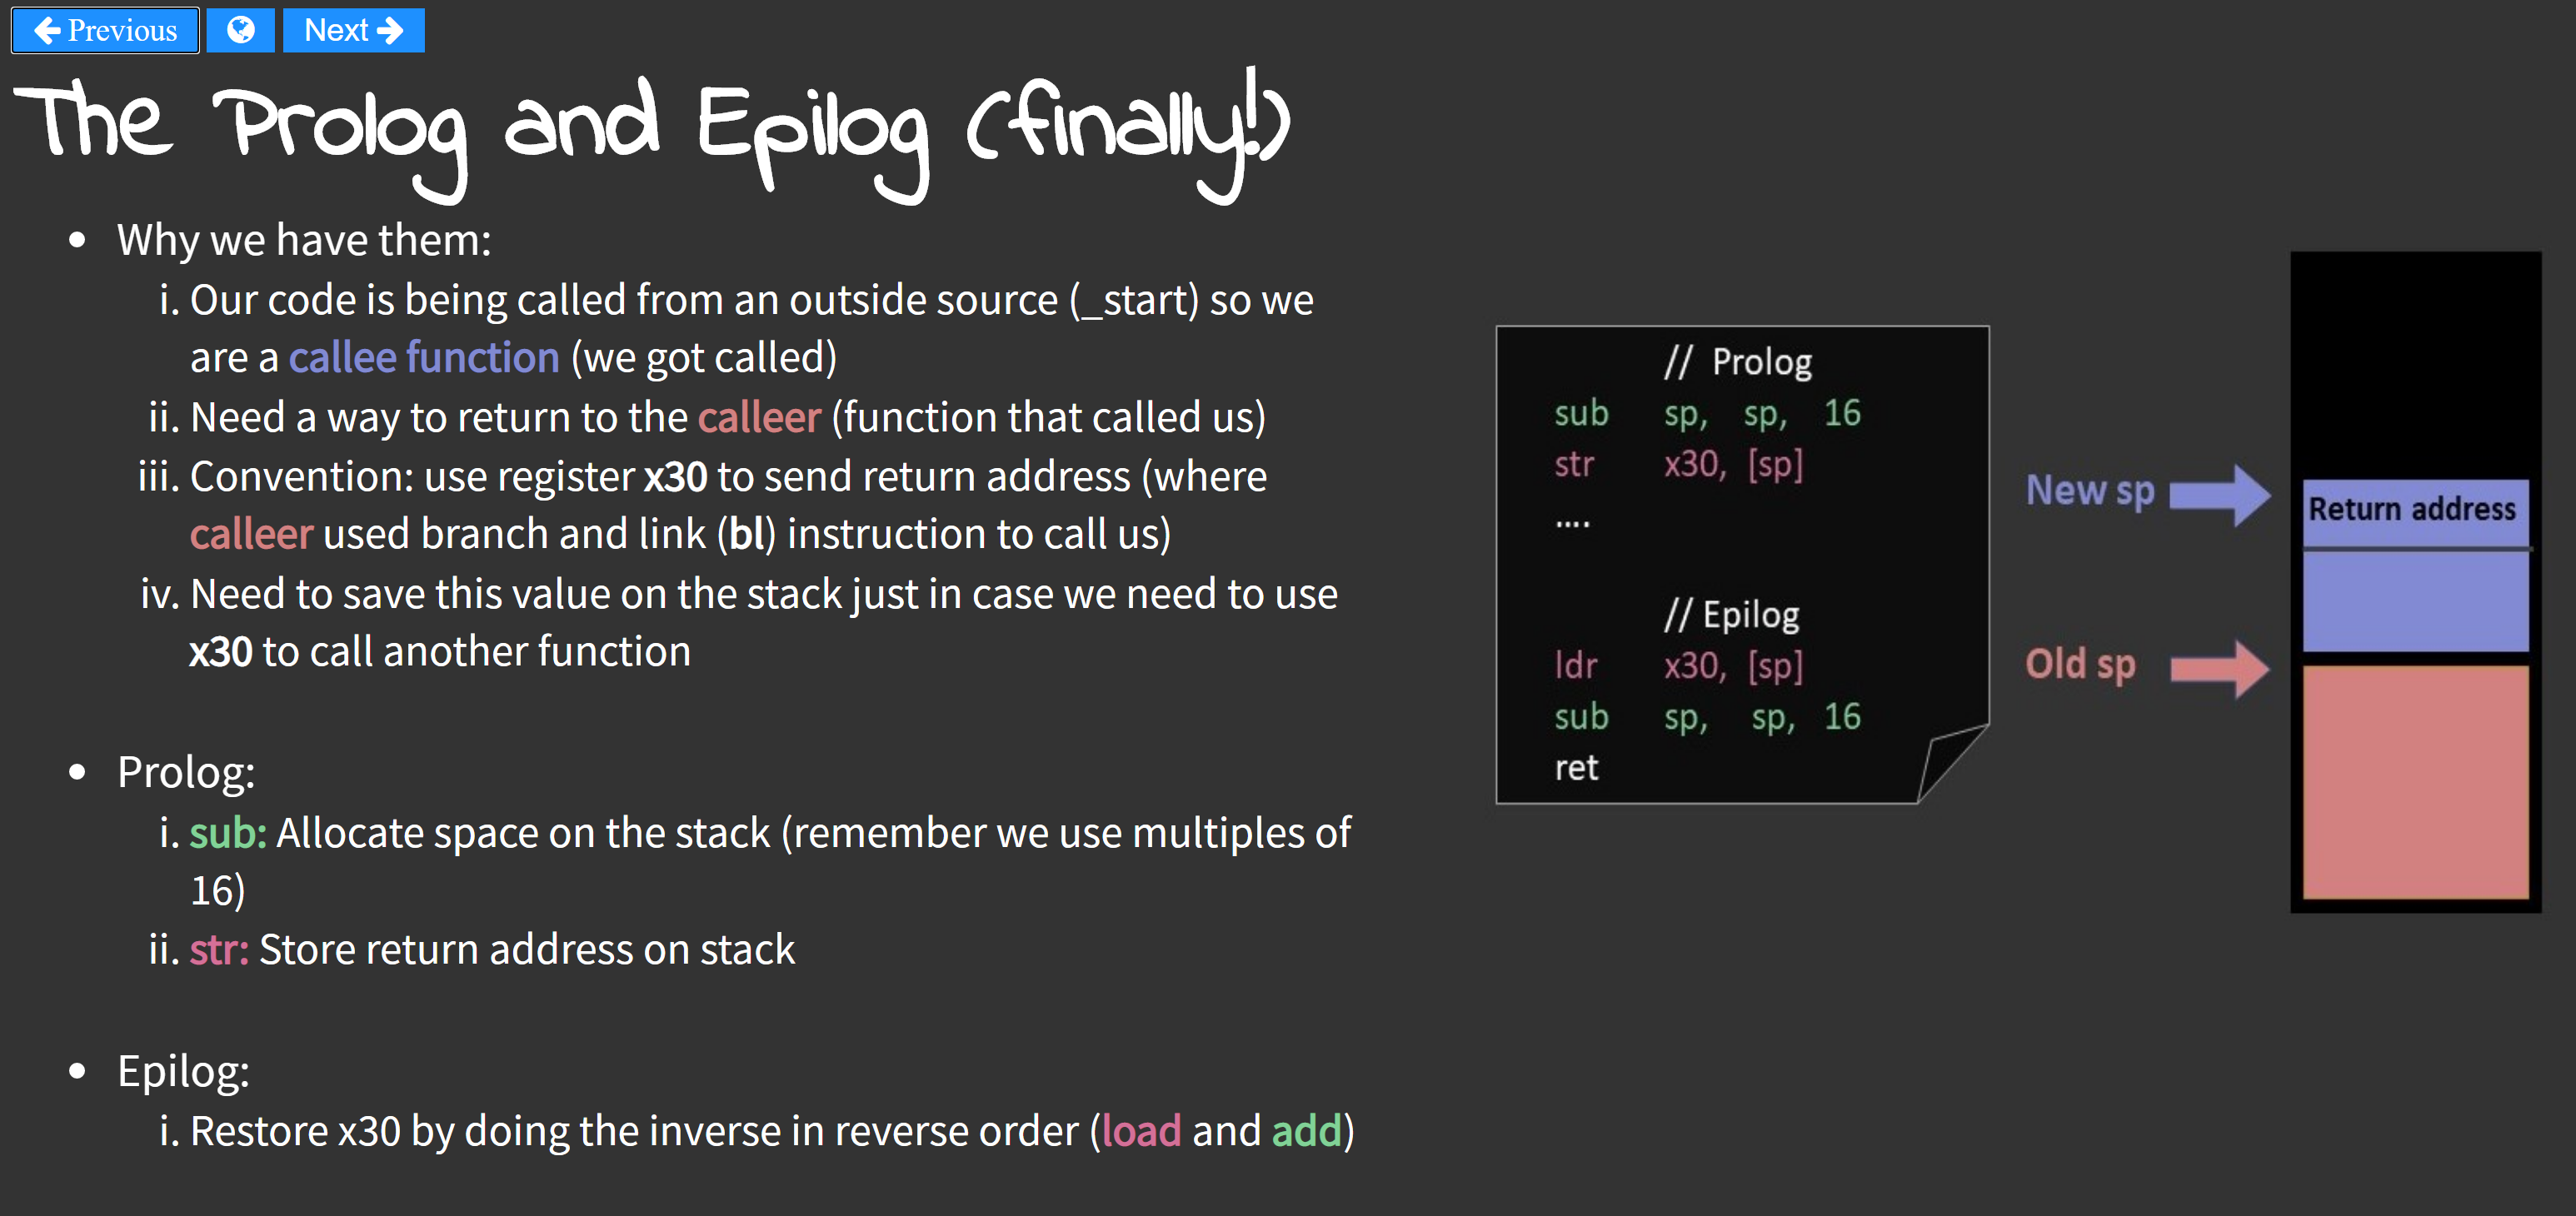 Previous
Next
The Prolog and Epilog (finally!)
• Why we have them:
i. Our code is being called from an outside source (_start) so we
are a callee function (we got called)
ii. Need a way to return to the calleer (function that called us)
iii. Convention: use register x30 to send return address (where
calleer used branch and link (bl) instruction to call us)
iv. Need to save this value on the stack just in case we need to use
x30 to call another function
• Prolog:
i. sub: Allocate space on the stack (remember we use multiples of
16)
ii. str: Store return address on stack
• Epilog:
i. Restore x30 by doing the inverse in reverse order (load and add)
// Prolog
sub sp, sp, 16
str x30, [sp]
....
// Epilog
ldr x30, [sp]
sub sp, sp, 16
ret
New sp
Return address
Old sp